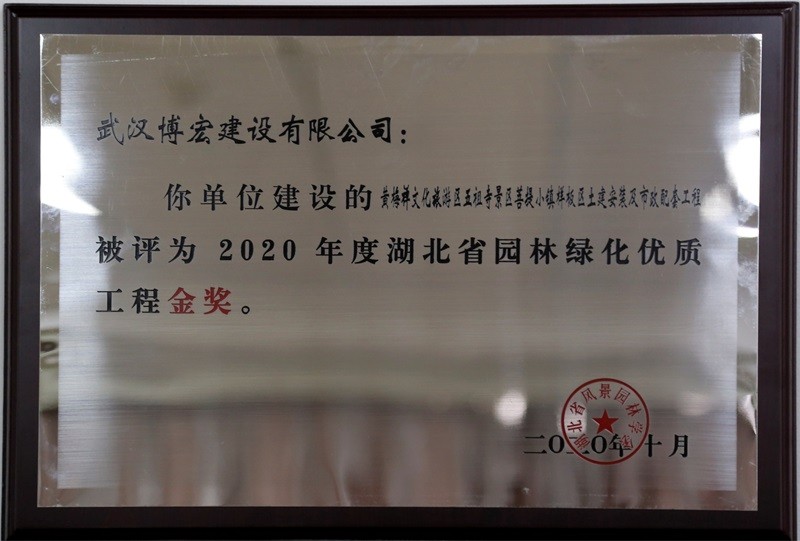 武汉博宏建设有限公司：
你单位建设的黄梅禅文化旅游区五祖寺景区菩提小镇样板区土建安装及市政配套工程
被评为 2020 年度湖北省园林绿化优质
工程金奖。
湖北省风景园林学会
二〇二〇年十月